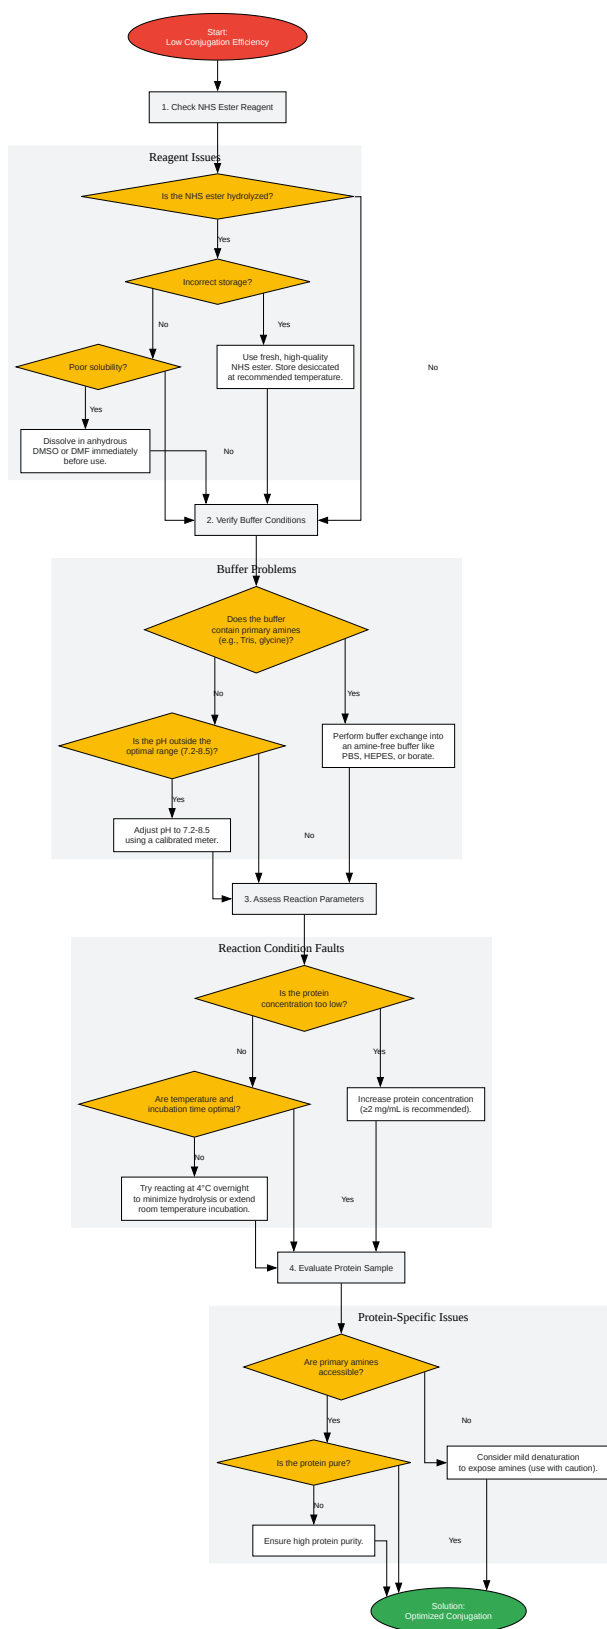 Start:
Low Conjugation Efficiency
1. Check NHS Ester Reagent
Reagent Issues
Is the NHS ester hydrolyzed?
Yes
Incorrect storage?
No
Yes
Poor solubility?
Use fresh, high-quality
NHS ester. Store desiccated
at recommended temperature.
No
Yes
Dissolve in anhydrous
DMSO or DMF immediately
before use.
No
2. Verify Buffer Conditions
Buffer Problems
Does the buffer
contain primary amines
(e.g., Tris, glycine)?
No
Yes
Is the pH outside the
optimal range (7.2-8.5)?
Perform buffer exchange into
an amine-free buffer like
PBS, HEPES, or borate.
Yes
Adjust pH to 7.2-8.5
using a calibrated meter.
No
3. Assess Reaction Parameters
Reaction Condition Faults
Is the protein
concentration too low?
No
Yes
Are temperature and
incubation time optimal?
Increase protein concentration
(≥2 mg/mL is recommended).
No
Try reacting at 4°C overnight
to minimize hydrolysis or extend
room temperature incubation.
Yes
4. Evaluate Protein Sample
Protein-Specific Issues
Are primary amines
accessible?
Yes
No
Is the protein pure?
Consider mild denaturation
to expose amines (use with caution).
No
Ensure high protein purity.
Yes
Solution:
Optimized Conjugation